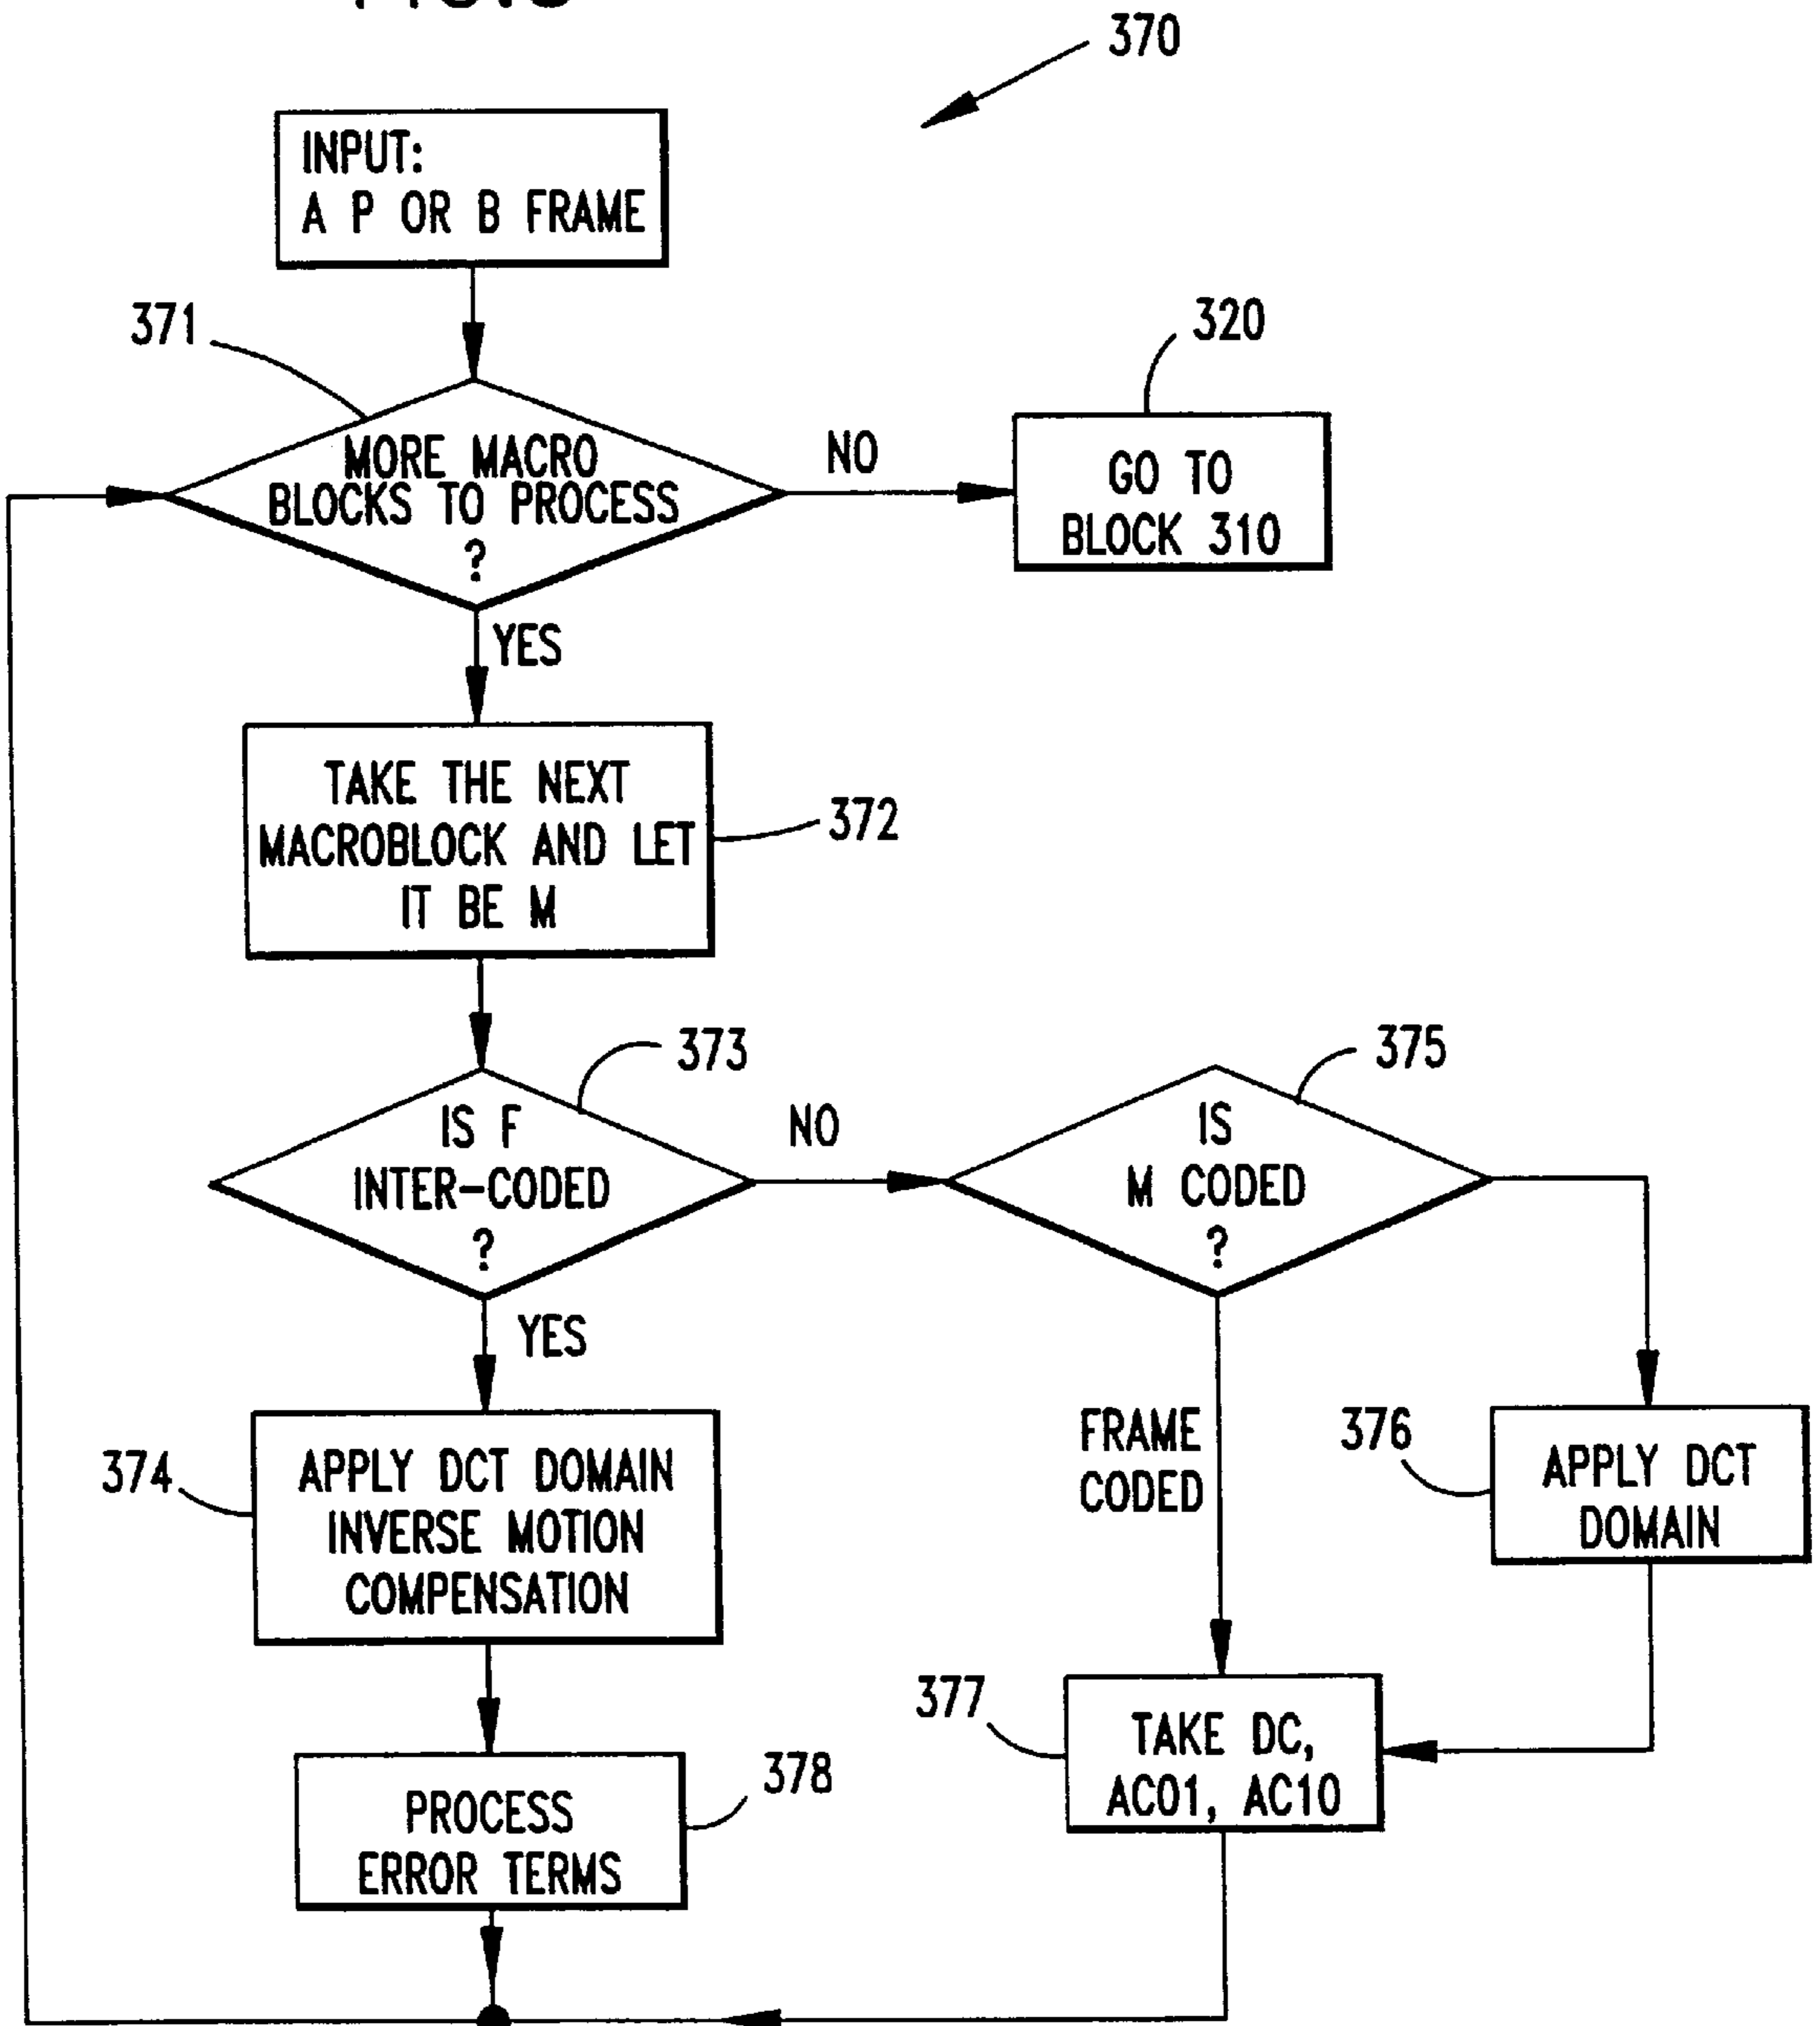 370
INPUT:
A P OR B FRAME
371
320
MORE MACRO
BLOCKS TO PROCESS
?
NO
GO TO
BLOCK 310
YES
TAKE THE NEXT
MACROBLOCK AND LET
IT BE M
372
373
375
IS F
INTER-CODED
?
NO
IS
M CODED
?
YES
FRAME
CODED
374
APPLY DCT DOMAIN
INVERSE MOTION
COMPENSATION
376
APPLY DCT
DOMAIN
377
TAKE DC,
AC01, AC10
378
PROCESS
ERROR TERMS